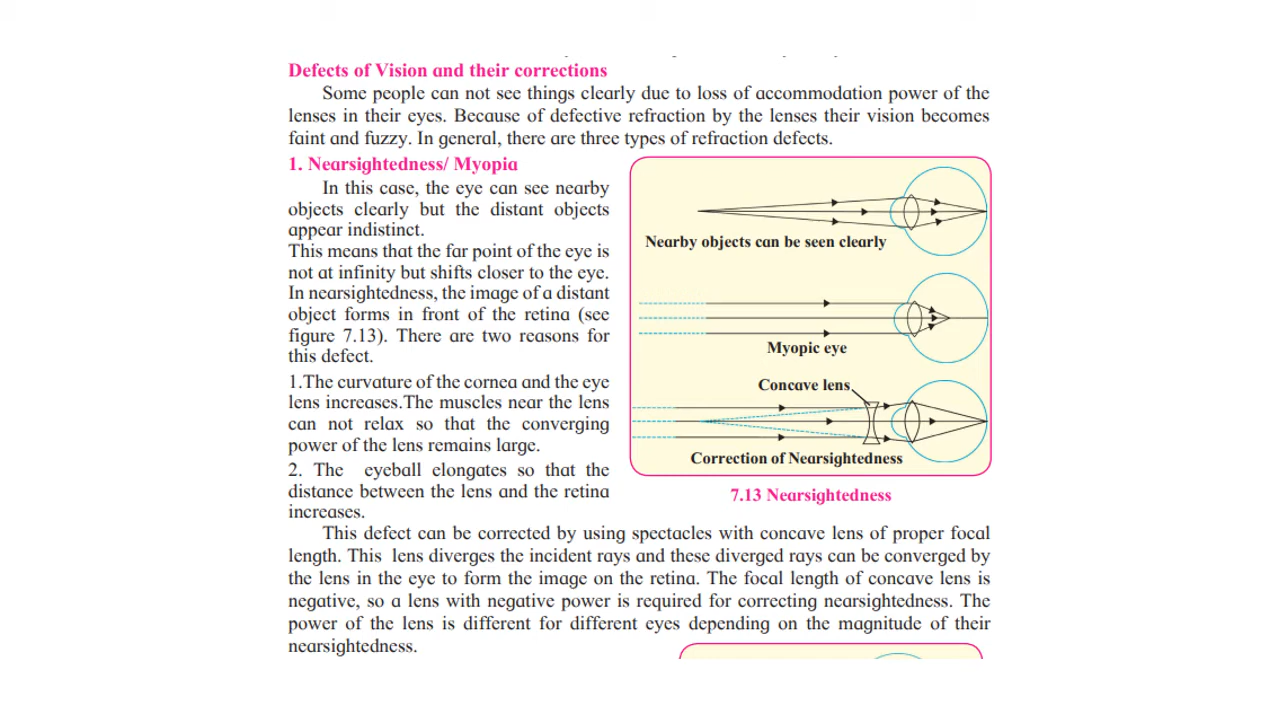 Defects of Vision and their corrections
Some people can not see things clearly due to loss of accommodation power of the
lenses in their eyes. Because of defective refraction by the lenses their vision becomes
faint and fuzzy. In general, there are three types of refraction defects.
1. Nearsightedness/ Myopia
In this case, the eye can see nearby
objects clearly but the distant objects
appear indistinct.
This means that the far point of the eye is
not at infinity but shifts closer to the eye.
In nearsightedness, the image of a distant
object forms in front of the retina (see
figure 7.13). There are two reasons for
this defect.
1.The curvature of the cornea and the eye
lens increases.The muscles near the lens
can not relax so that the converging
power of the lens remains large.
2. The eyeball elongates so that the
distance between the lens and the retina
increases.
Nearby objects can be seen clearly
Myopic eye
Concave lens
Correction of Nearsightedness
7.13 Nearsightedness
This defect can be corrected by using spectacles with concave lens of proper focal
length. This lens diverges the incident rays and these diverged rays can be converged by
the lens in the eye to form the image on the retina. The focal length of concave lens is
negative, so a lens with negative power is required for correcting nearsightedness. The
power of the lens is different for different eyes depending on the magnitude of their
nearsightedness.